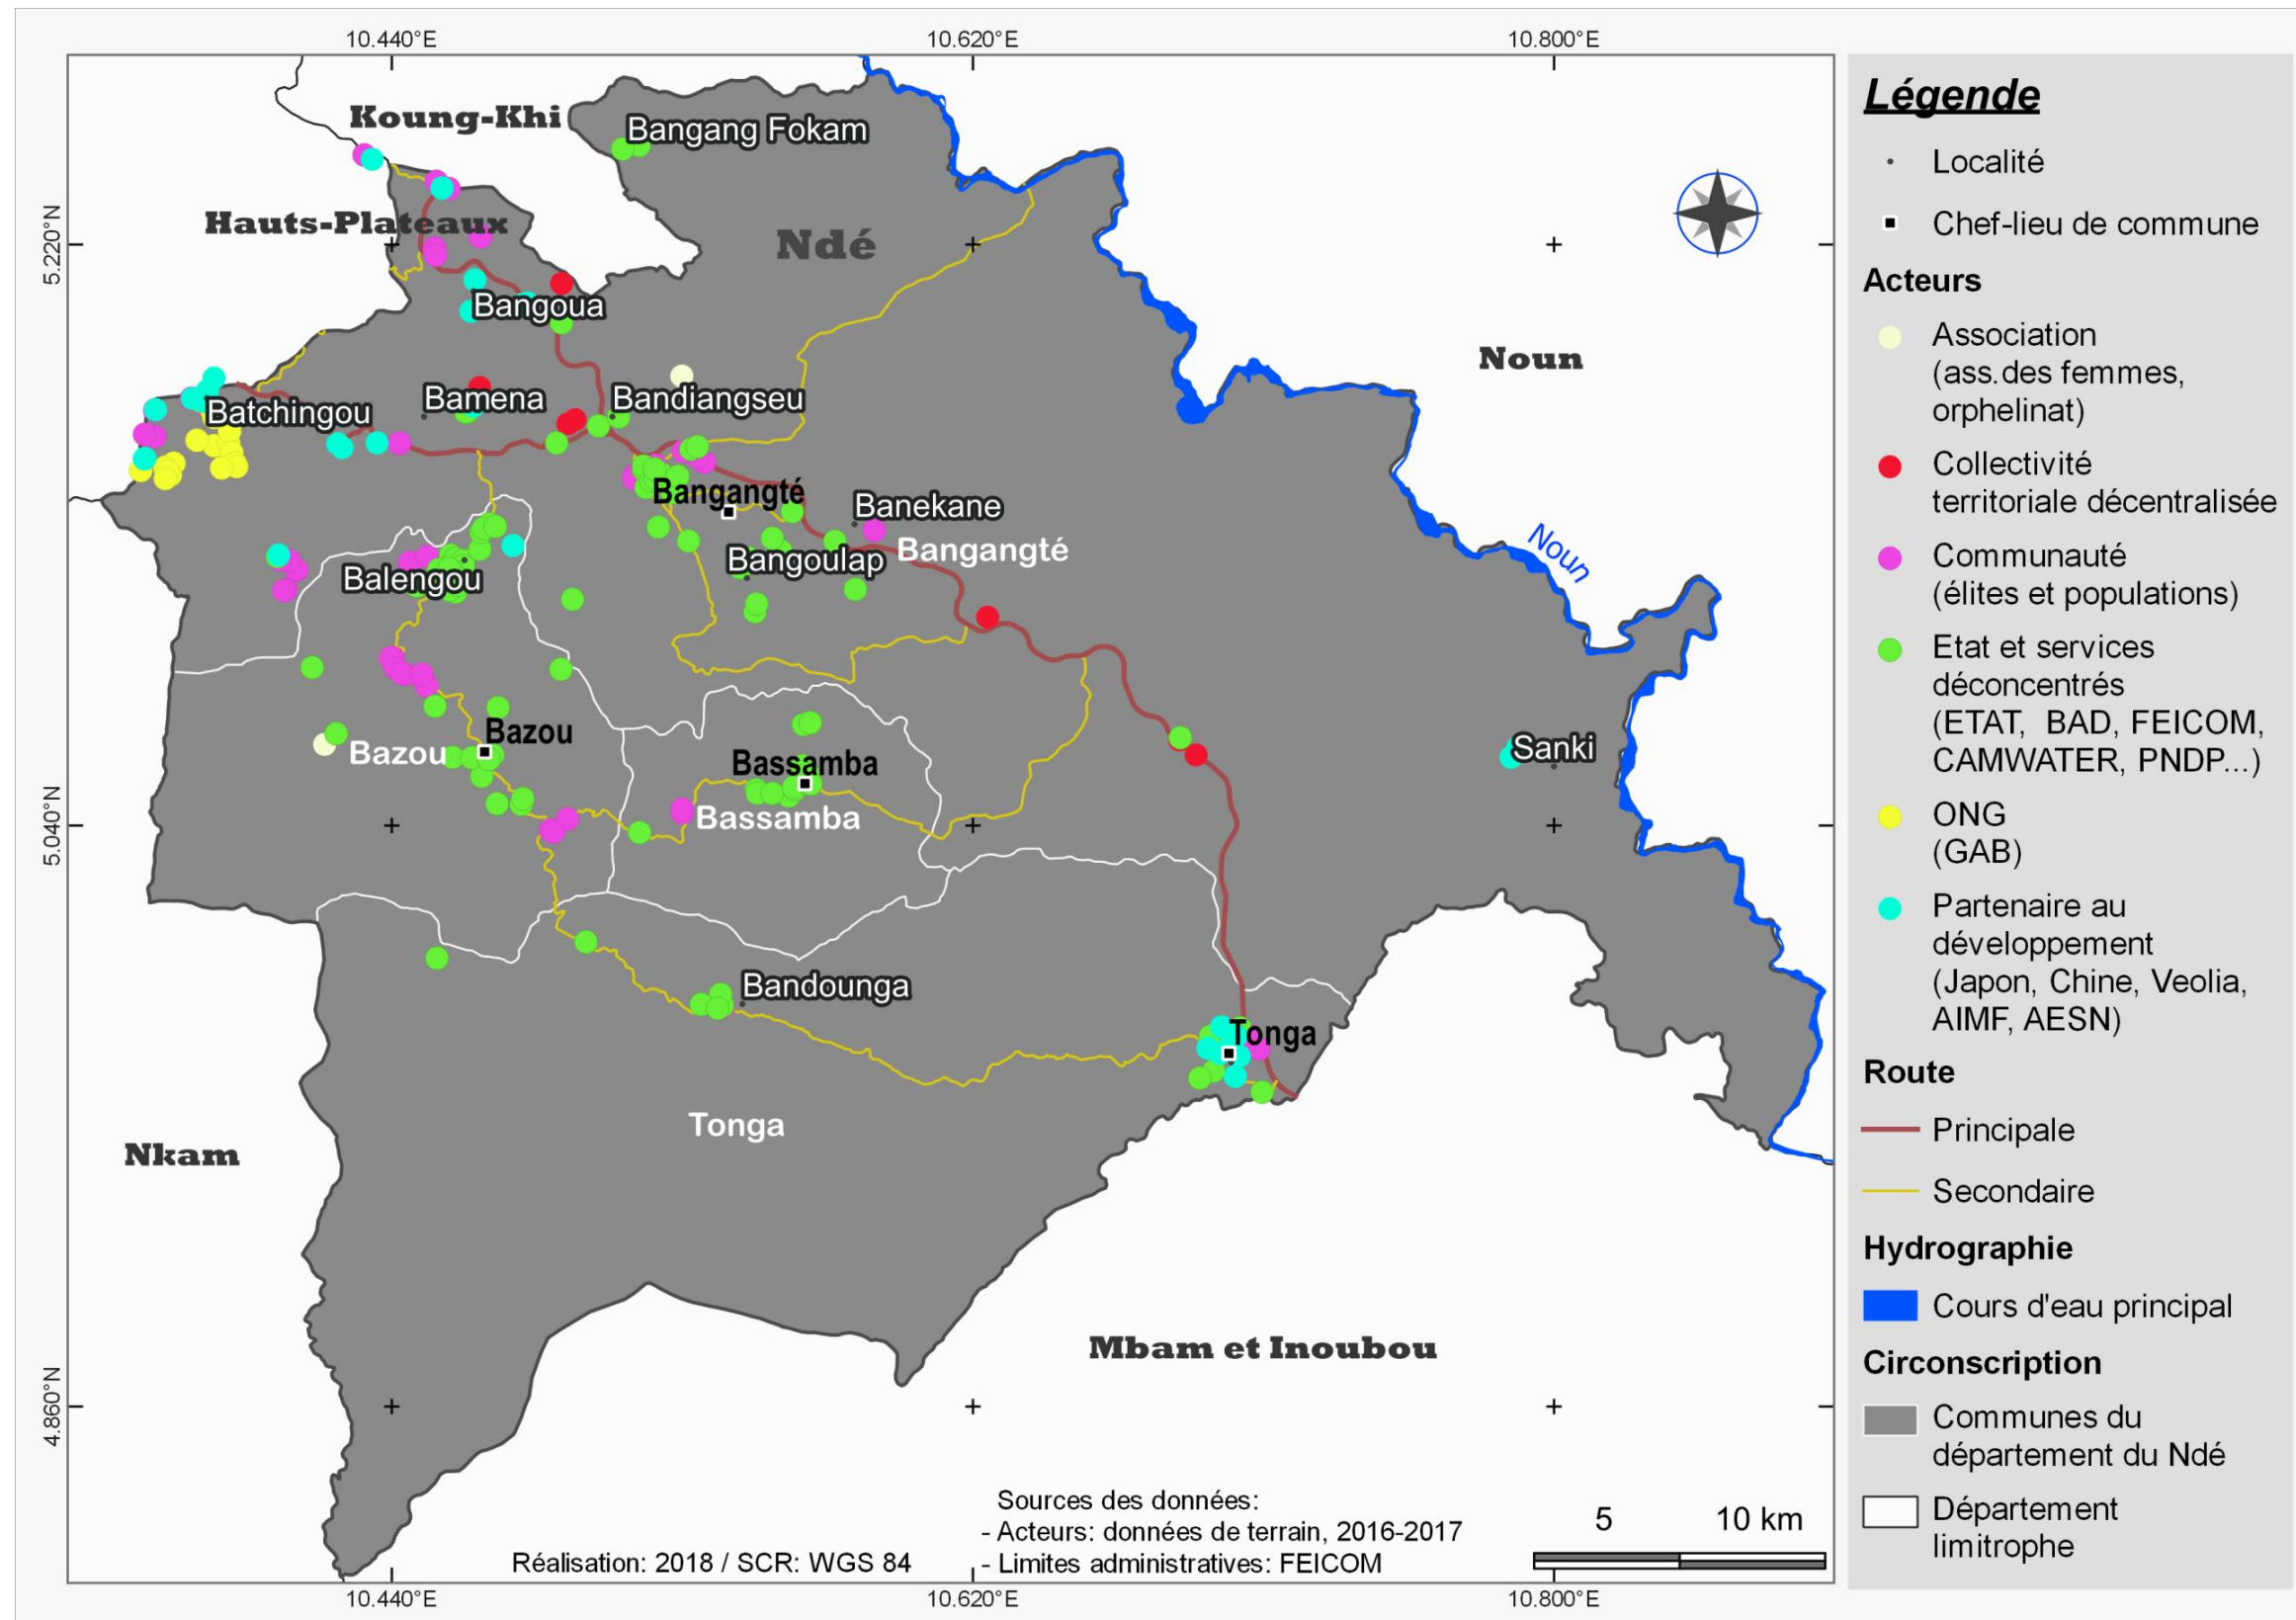 10.440°E
10.620°E
10.800°E
Koung-Khi
Bangang Fokam
Hauts-Plateaux
Ndé
5.220°N
Bangoua
Noun
Batchingou
Bamena
Bandiangseu
Bangangté
Banekane
Bangangté
Noun
Bangoulap
Balengou
Bazou
Bazou
Bassamba
Bassamba
Sanki
5.040°N
Bandounga
Tonga
Tonga
Nkam
Mbam et Inoubou
4.860°N
Sources des données:
- Acteurs: données de terrain, 2016-2017
- Limites administratives: FEICOM
Réalisation: 2018 / SCR: WGS 84
5
10 km
10.440°E
10.620°E
10.800°E
Légende
Localité
Chef-lieu de commune
Acteurs
Association
(ass.des femmes,
orphelinat)
Collectivité
territoriale décentralisée
Communauté
(élites et populations)
Etat et services
déconcentrés
(ETAT, BAD, FEICOM,
CAMWATER, PNDP...)
ONG
(GAB)
Partenaire au
développement
(Japon, Chine, Veolia,
AIMF, AESN)
Route
Principale
Secondaire
Hydrographie
Cours d'eau principal
Circonscription
Communes du
département du Ndé
Département
limitrophe